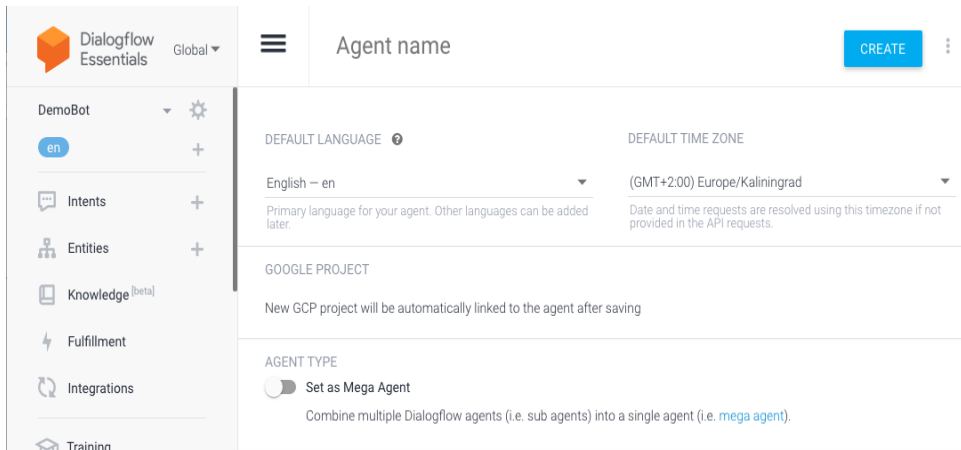 Dialogflow
Essentials
Global
Agent name
CREATE
DemoBot
en
Intents
Entities
Knowledge [beta]
Fulfillment
Integrations
Training
DEFAULT LANGUAGE
English — en
Primary language for your agent. Other languages can be added
later.
DEFAULT TIME ZONE
(GMT+2:00) Europe/Kaliningrad
Date and time requests are resolved using this timezone if not
provided in the API requests.
GOOGLE PROJECT
New GCP project will be automatically linked to the agent after saving
AGENT TYPE
Set as Mega Agent
Combine multiple Dialogflow agents (i.e. sub agents) into a single agent (i.e. mega agent).